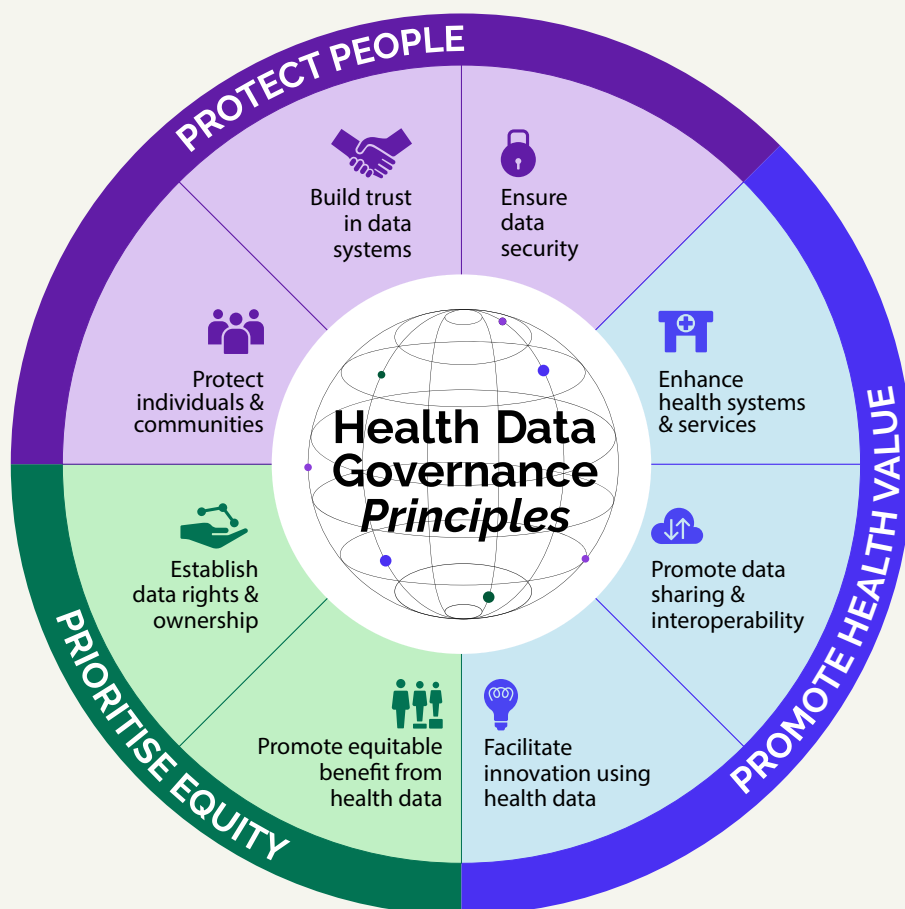 PROTECT PEOPLE
Build trust
in data
systems
Ensure
data
security
Protect
individuals &
communities
Enhance
health systems
& services
PROMOTE HEALTH VALUE
Health Data
Governance
Principles
Establish
data rights &
ownership
Promote data
sharing &
interoperability
PRIORITISE EQUITY
Promote equitable
benefit from
health data
Facilitate
innovation using
health data